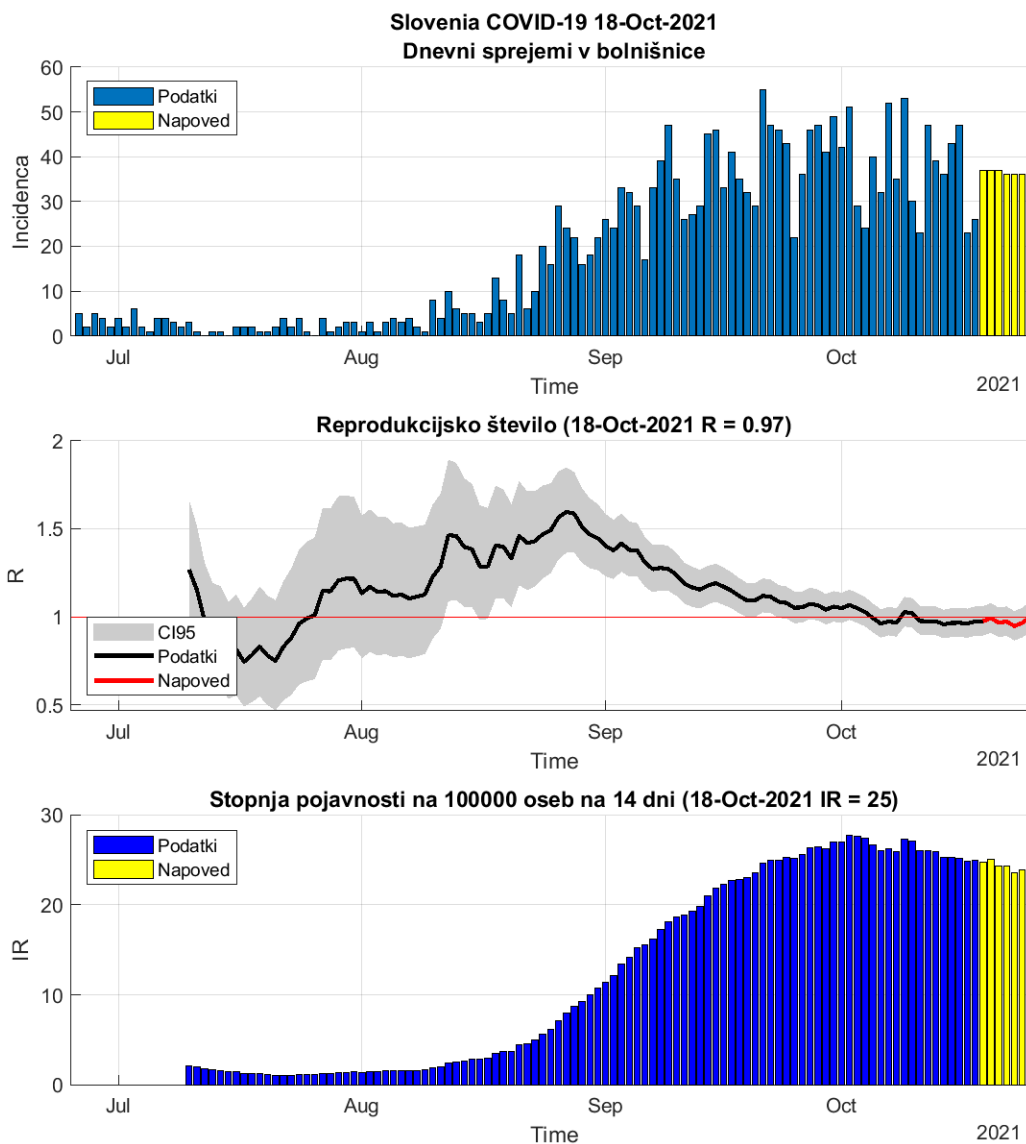 Slovenia COVID-19 18-Oct-2021
Dnevni sprejemi v bolnišnice
60
50
40
30
20
10
0
Incidenca
Podatki
Napoved
Jul
Aug
Sep
Oct
Time
2021
Reprodukcijsko število (18-Oct-2021 R = 0.97)
2
1.5
1
0.5
R
CI95
Podatki
Napoved
Jul
Aug
Sep
Oct
Time
2021
Stopnja pojavnosti na 100000 oseb na 14 dni (18-Oct-2021 IR = 25)
30
20
10
0
IR
Podatki
Napoved
Jul
Aug
Sep
Oct
Time
2021